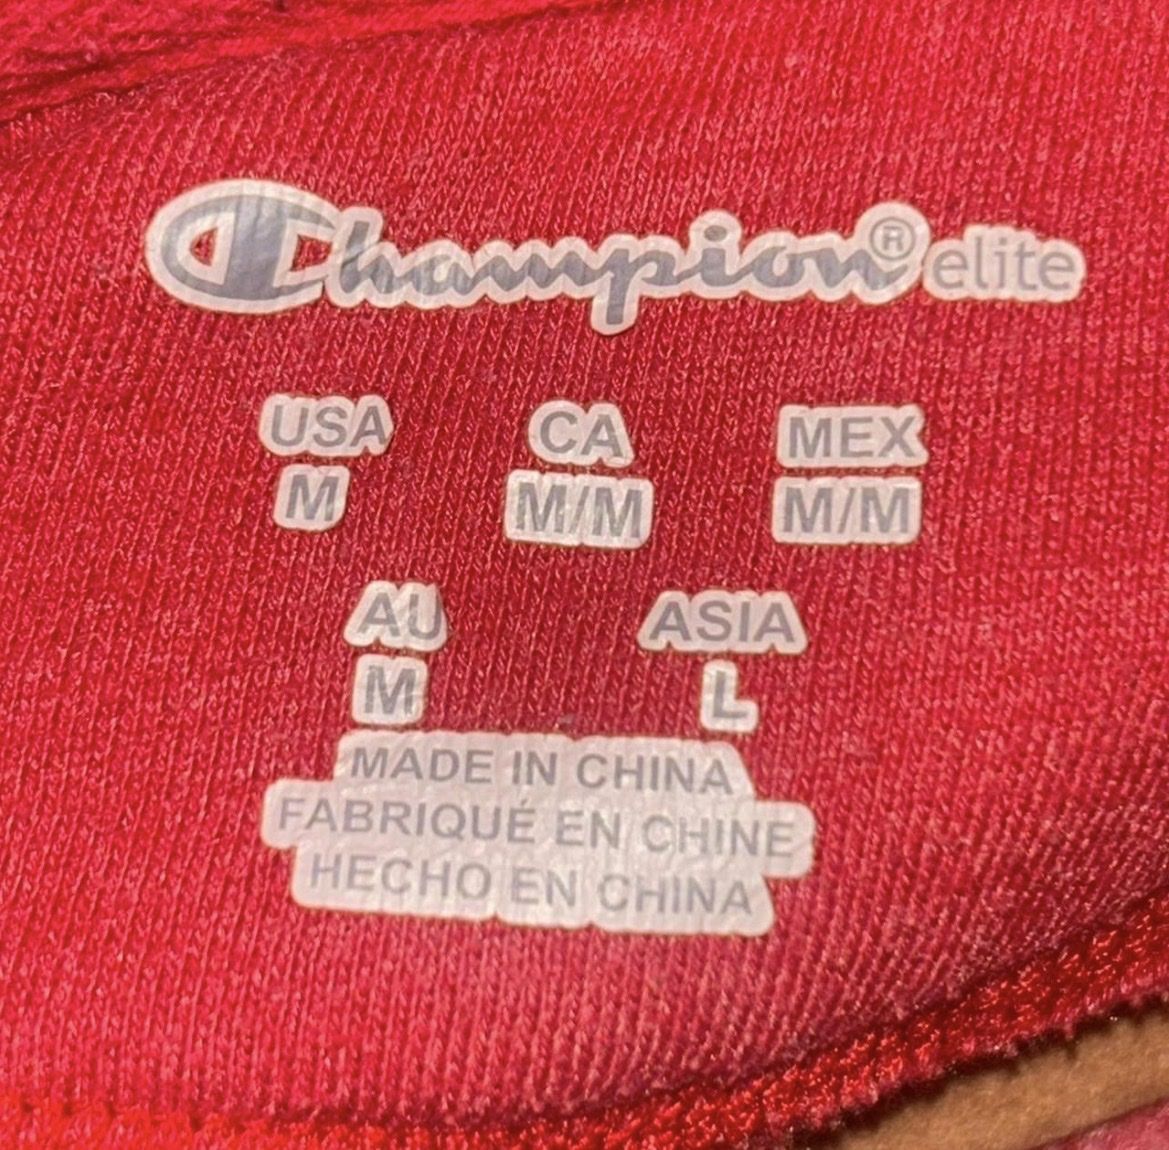 Champion® elite
USA CA MEX
M M/M M/M
AU ASIA
M L
MADE IN CHINA
FABRIQUÉ EN CHINE
HECHO EN CHINA